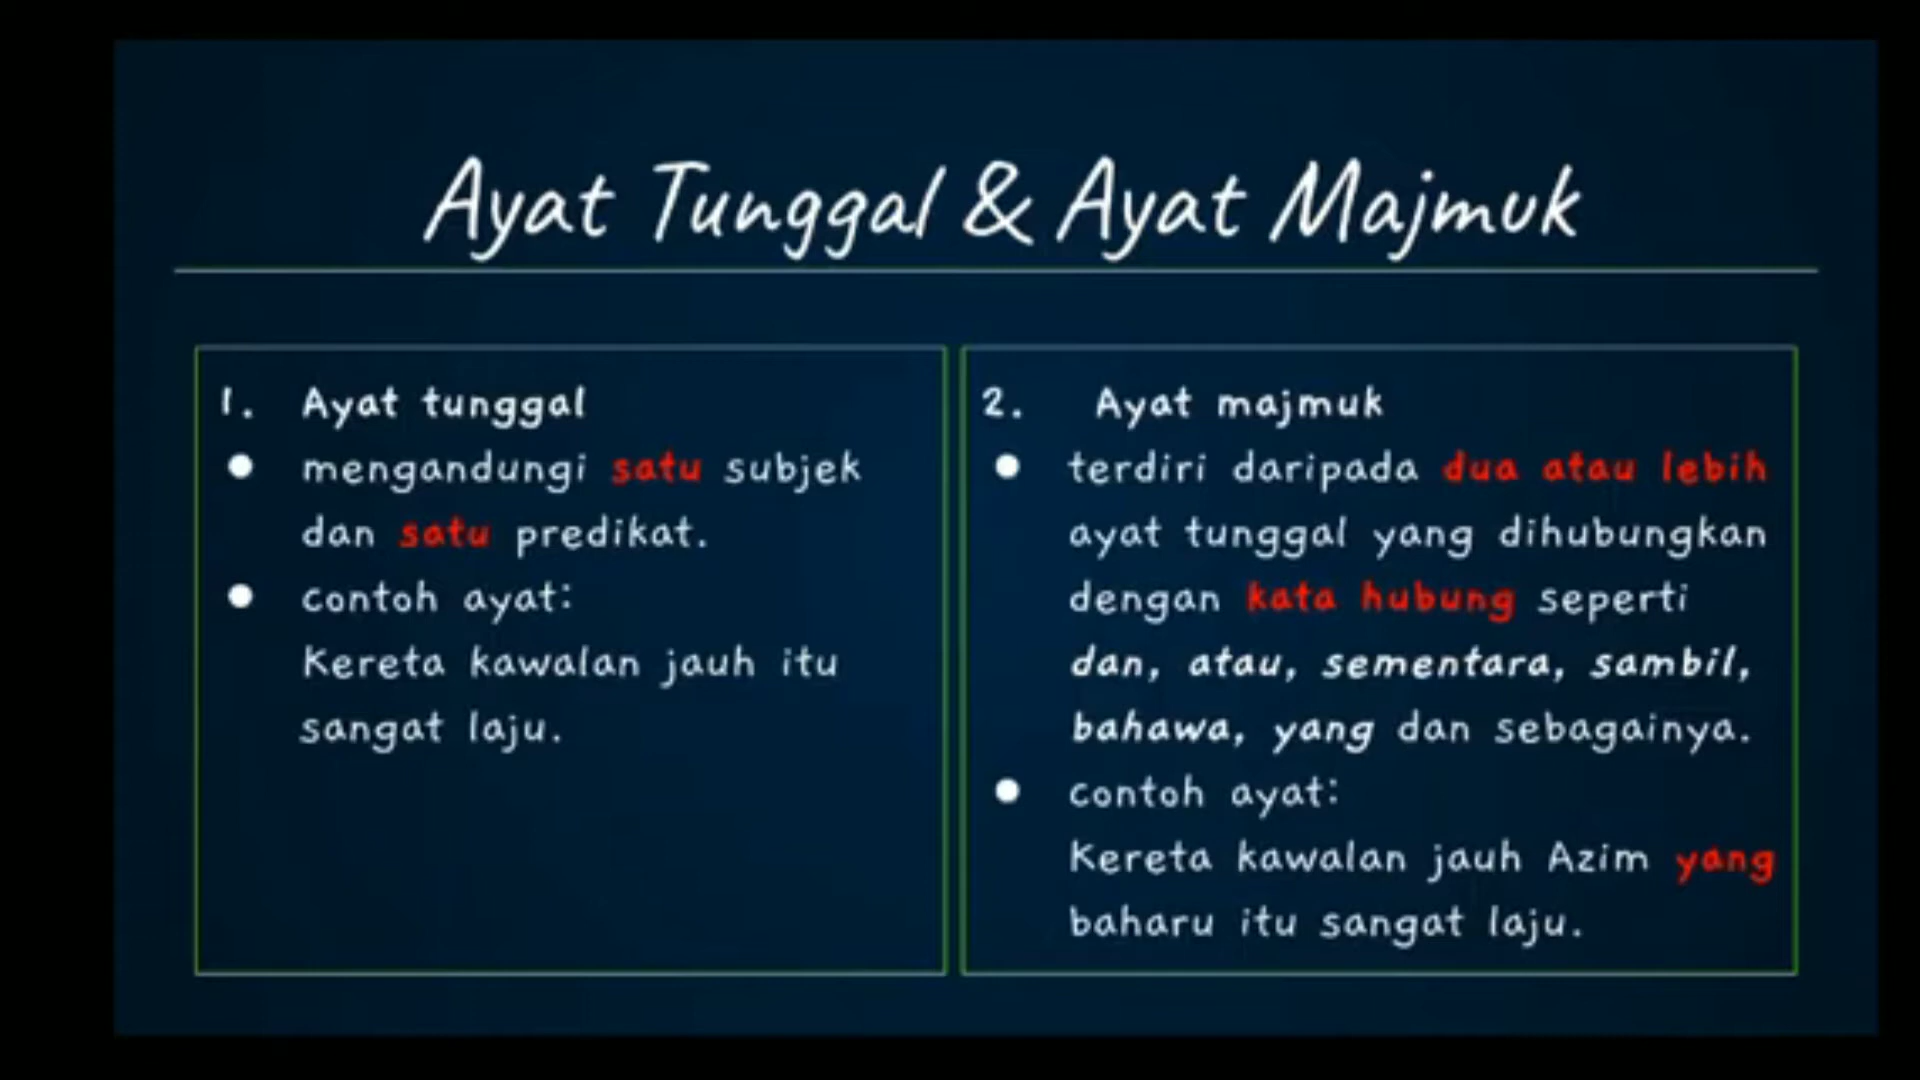 Ayat Tunggal & Ayat Majmuk
1. Ayat tunggal
● mengandungi satu subjek
dan satu predikat.
● contoh ayat:
Kereta kawalan jauh itu
sangat laju.
2. Ayat majmuk
● terdiri daripada dua atau lebih
ayat tunggal yang dihubungkan
dengan kata hubung seperti
dan, atau, sementara, sambil,
bahawa, yang dan sebagainya.
● contoh ayat:
Kereta kawalan jauh Azim yang
baharu itu sangat laju.